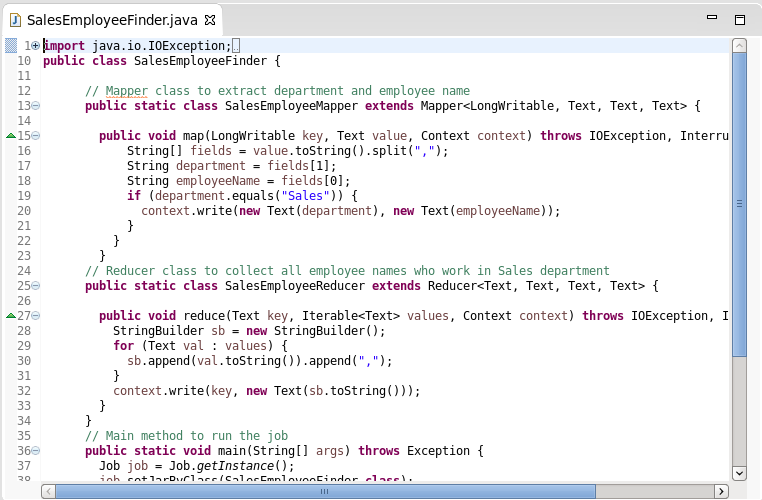 SalesEmployeeFinder.java
1 import java.io.IOException;
10 public class SalesEmployeeFinder {
11
12 // Mapper class to extract department and employee name
13 public static class SalesEmployeeMapper extends Mapper<LongWritable, Text, Text, Text> {
14
15 public void map(LongWritable key, Text value, Context context) throws IOException, Interru
16 String[] fields = value.toString().split(",");
17 String department = fields[1];
18 String employeeName = fields[0];
19 if (department.equals("Sales")) {
20 context.write(new Text(department), new Text(employeeName));
21 }
22 }
23 }
24 // Reducer class to collect all employee names who work in Sales department
25 public static class SalesEmployeeReducer extends Reducer<Text, Text, Text, Text> {
26
27 public void reduce(Text key, Iterable<Text> values, Context context) throws IOException, I
28 StringBuilder sb = new StringBuilder();
29 for (Text val : values) {
30 sb.append(val.toString()).append(",");
31 }
32 context.write(key, new Text(sb.toString()));
33 }
34 }
35 // Main method to run the job
36 public static void main(String[] args) throws Exception {
37 Job job = Job.getInstance();
38 job.setJarByClass(SalesEmployeeFinder.class);